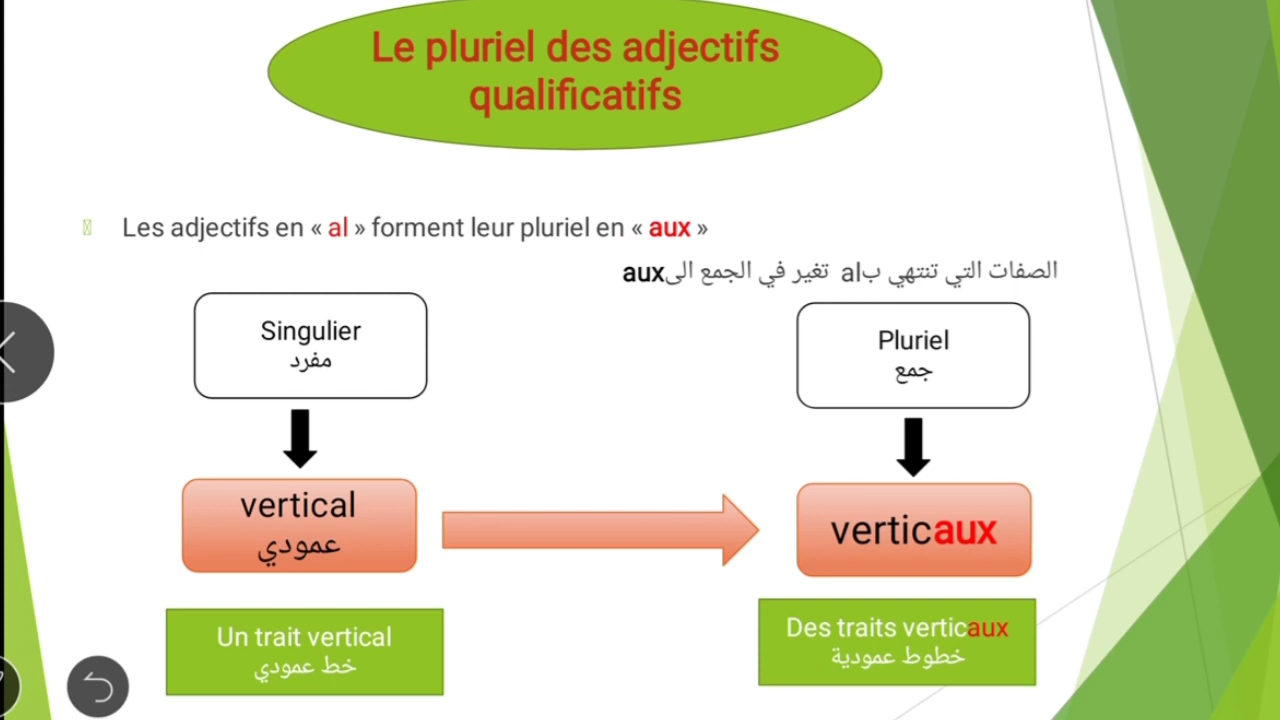 Le pluriel des adjectifs
qualificatifs
Les adjectifs en « al » forment leur pluriel en « aux »
الصفات التي تنتهي بal تغير في الجمع الىaux
Singulier
مفرد
Pluriel
جمع
vertical
عمودي
verticaux
Un trait vertical
خط عمودي
Des traits verticaux
خطوط عمودية